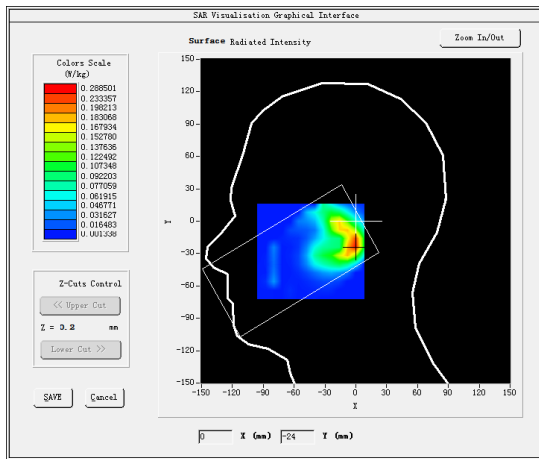 SAR Visualisation Graphical Interface
Surface Radiated Intensity
Zoom In/Out
Colors Scale
(W/kg)
0.288501
0.233357
0.198213
0.183068
0.167934
0.152780
0.137636
0.122492
0.107348
0.092203
0.077059
0.061915
0.046771
0.031627
0.016483
0.001338
150
120
90
60
30
0
-30
-60
-90
-120
-150
Y
-150 -120 -90 -60 -30 0 30 60 90 120 150
X
Z-Cuts Control
<< Upper Cut
Z = 0.2 mm
Lower Cut >>
SAVE Cancel
0 X (mm) -24 Y (mm)